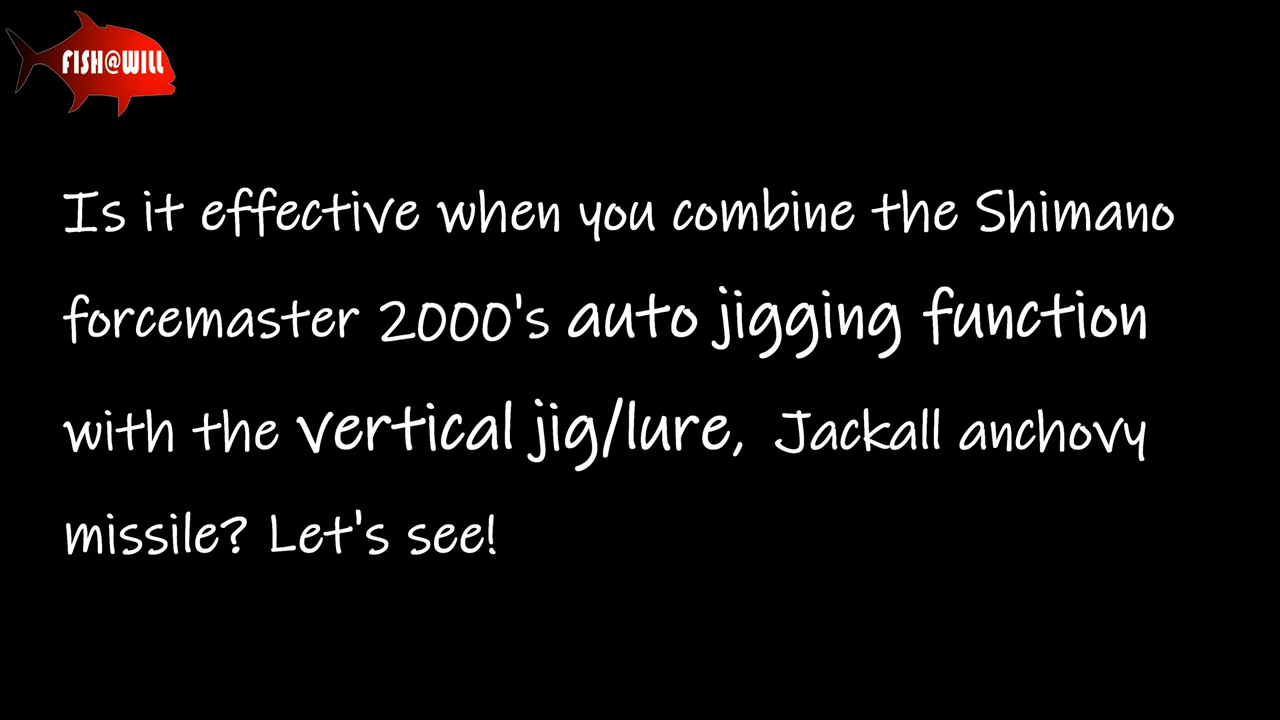 FISH@WILL
Is it effective when you combine the Shimano
forcemaster 2000's auto jigging function
with the vertical jig/lure, Jackall anchovy
missile? Let's see!